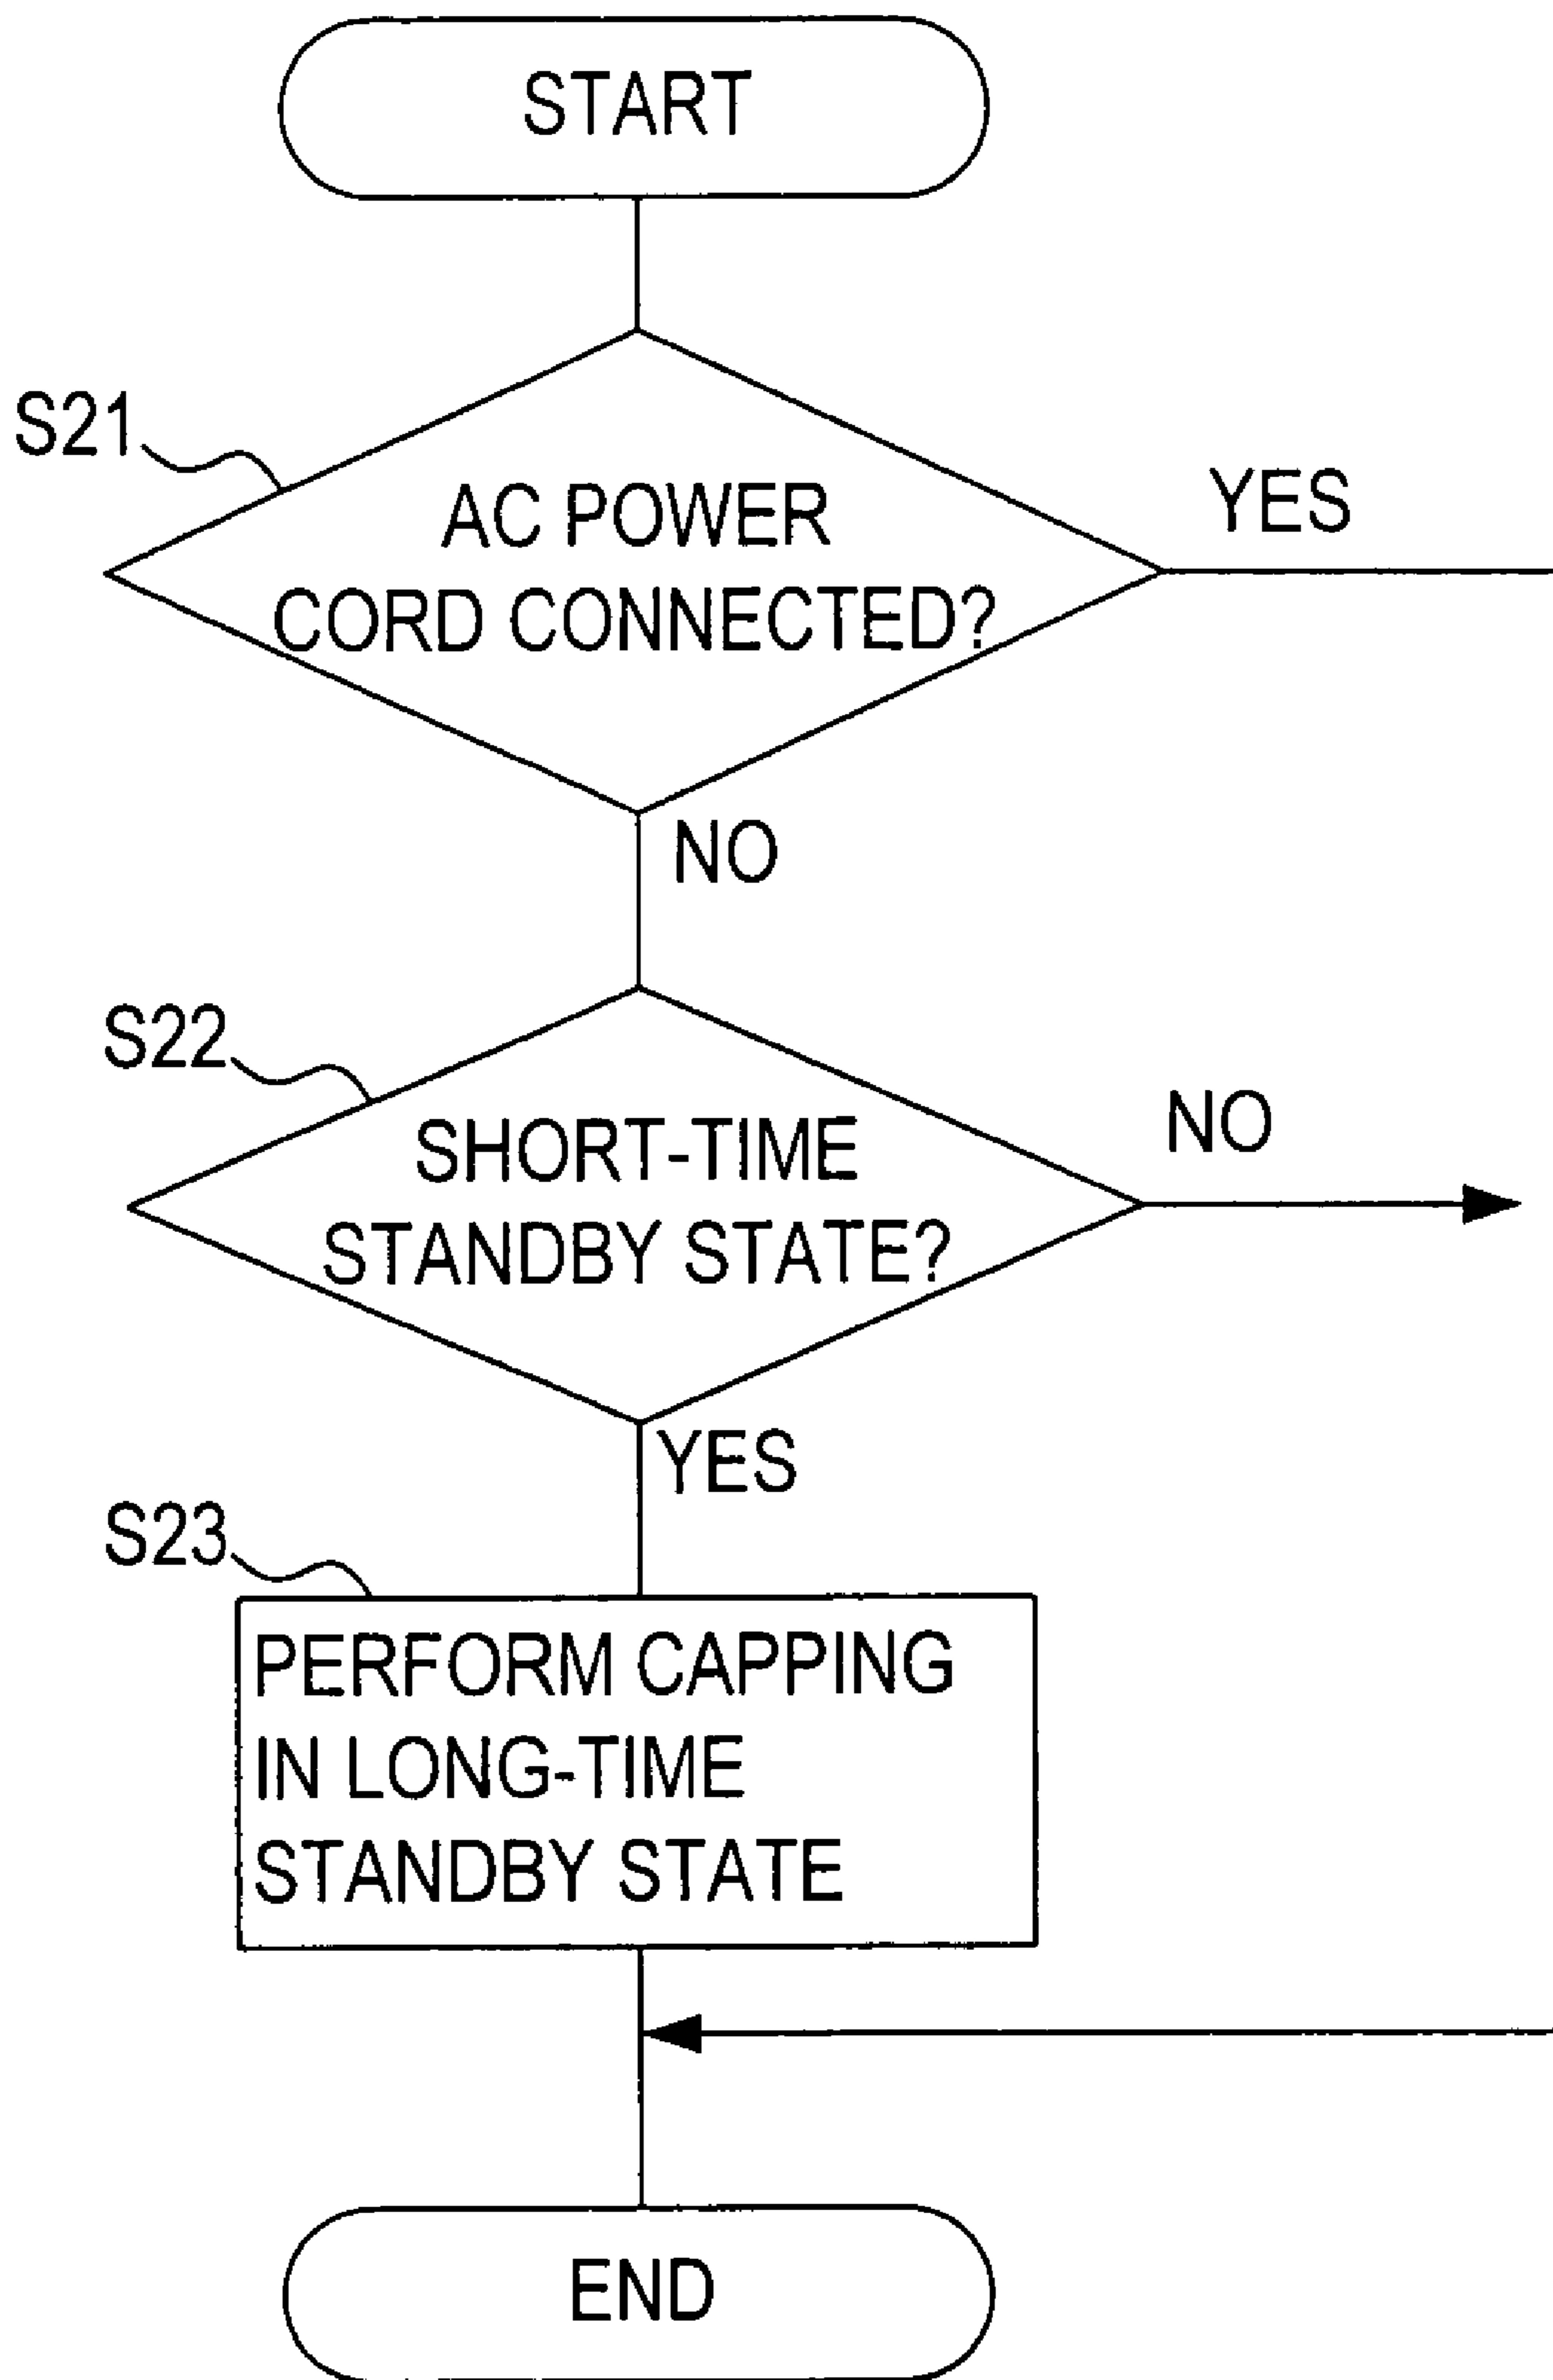 START
S21
AC POWER
CORD CONNECTED?
YES
NO
S22
SHORT-TIME
STANDBY STATE?
NO
YES
S23
PERFORM CAPPING
IN LONG-TIME
STANDBY STATE
END